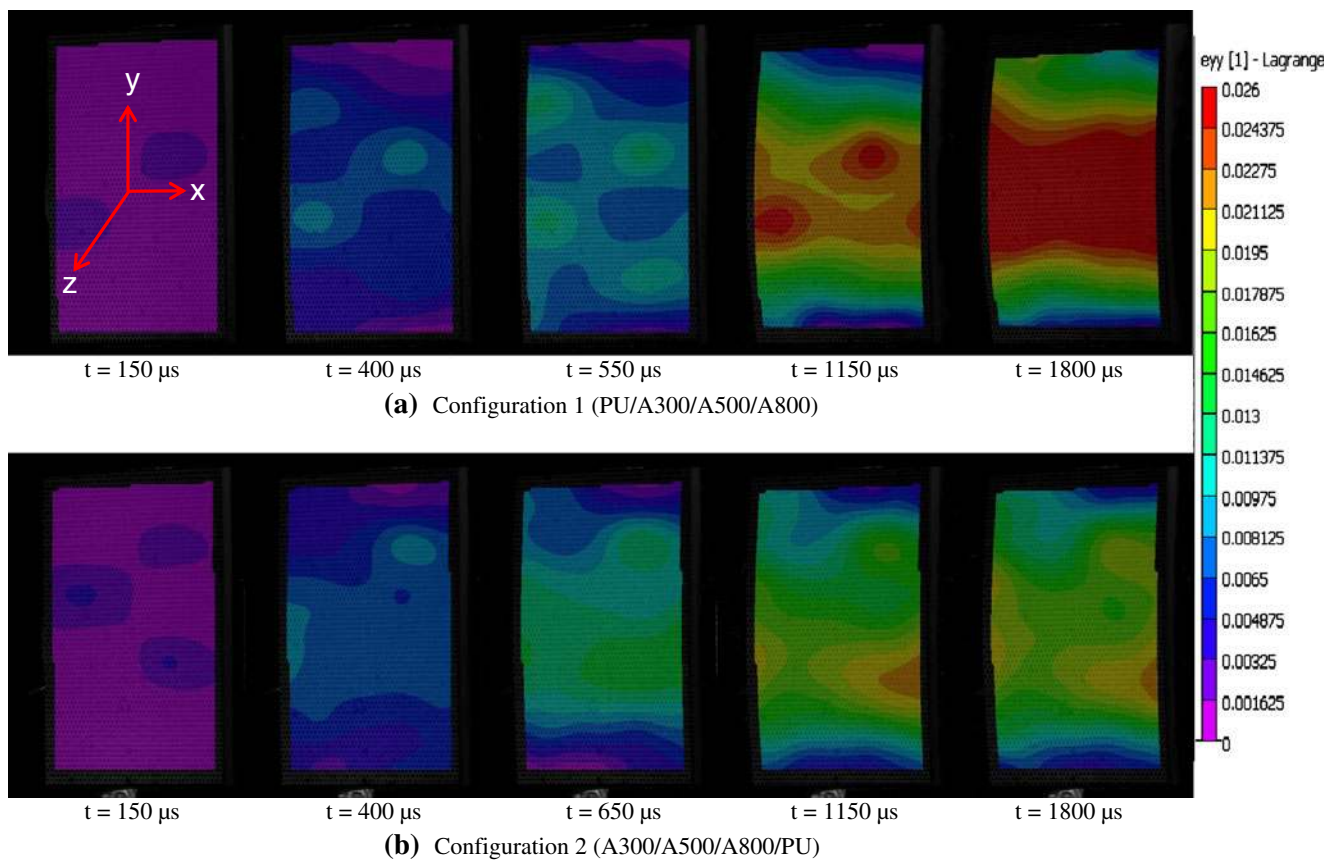 y
x
z
t = 150 µs t = 400 µs t = 550 µs t = 1150 µs t = 1800 µs
(a) Configuration 1 (PU/A300/A500/A800)
eyy [1] - Lagrange
0.026
0.024375
0.02275
0.021125
0.0195
0.017875
0.01625
0.014625
0.013
0.011375
0.00975
0.008125
0.0065
0.004875
0.00325
0.001625
0
t = 150 µs t = 400 µs t = 650 µs t = 1150 µs t = 1800 µs
(b) Configuration 2 (A300/A500/A800/PU)